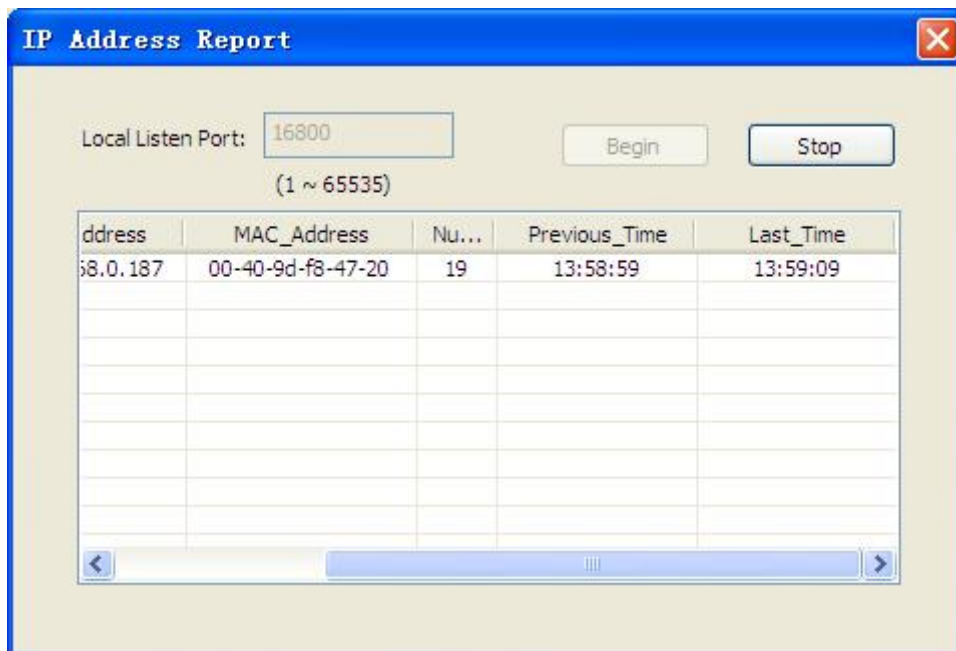 IP Address Report
Local Listen Port: 16800 Begin Stop
(1 ~ 65535)
ddress MAC_Address Nu... Previous_Time Last_Time
58.0.187 00-40-9d-f8-47-20 19 13:58:59 13:59:09